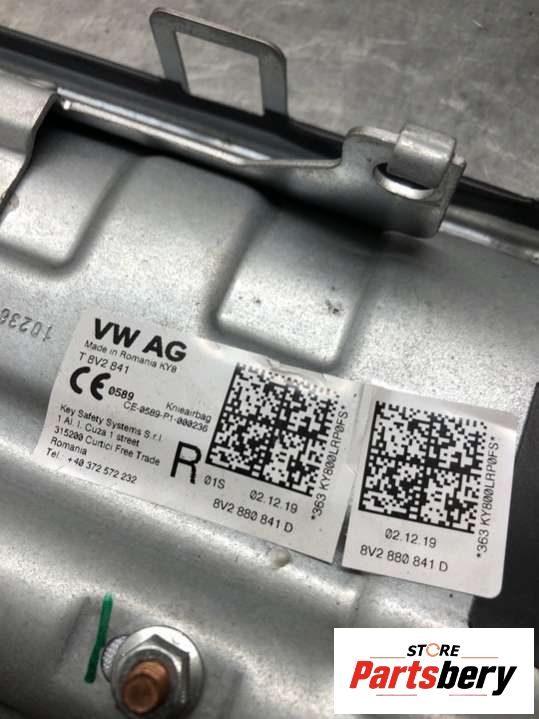 10236
VW AG
Made in Romania KY8
T 8V2 841
CE 0589
Knieairbag
CE-0589-P1-000236
Key Safety Systems S.r.l
1 Al. I. Cuza 1 street
315200 Curtici Free Trade
Romania
Tel.: +40 372 572 232
R
01S
02.12.19
8V2 880 841 D
*363 KY800LRP0FS*
02.12.19
8V2 880 841 D
*363 KY800LRP0FS*
STORE
Partsbery